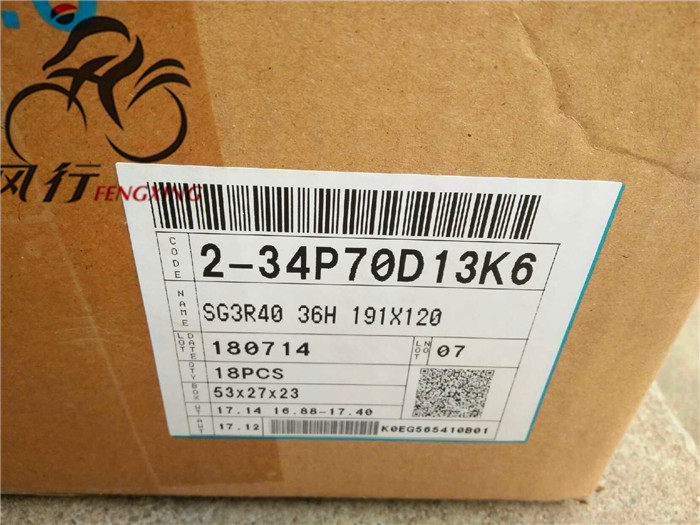 风行 FENGXING
CODE 2-34P70D13K6
NAME SG3R40 36H 191X120
LOT DATE 180714 LOT NO 07
QTY 18PCS
BOX 53x27x23
WT 17.14 16.88-17.40
17.12 K0EG565410B01